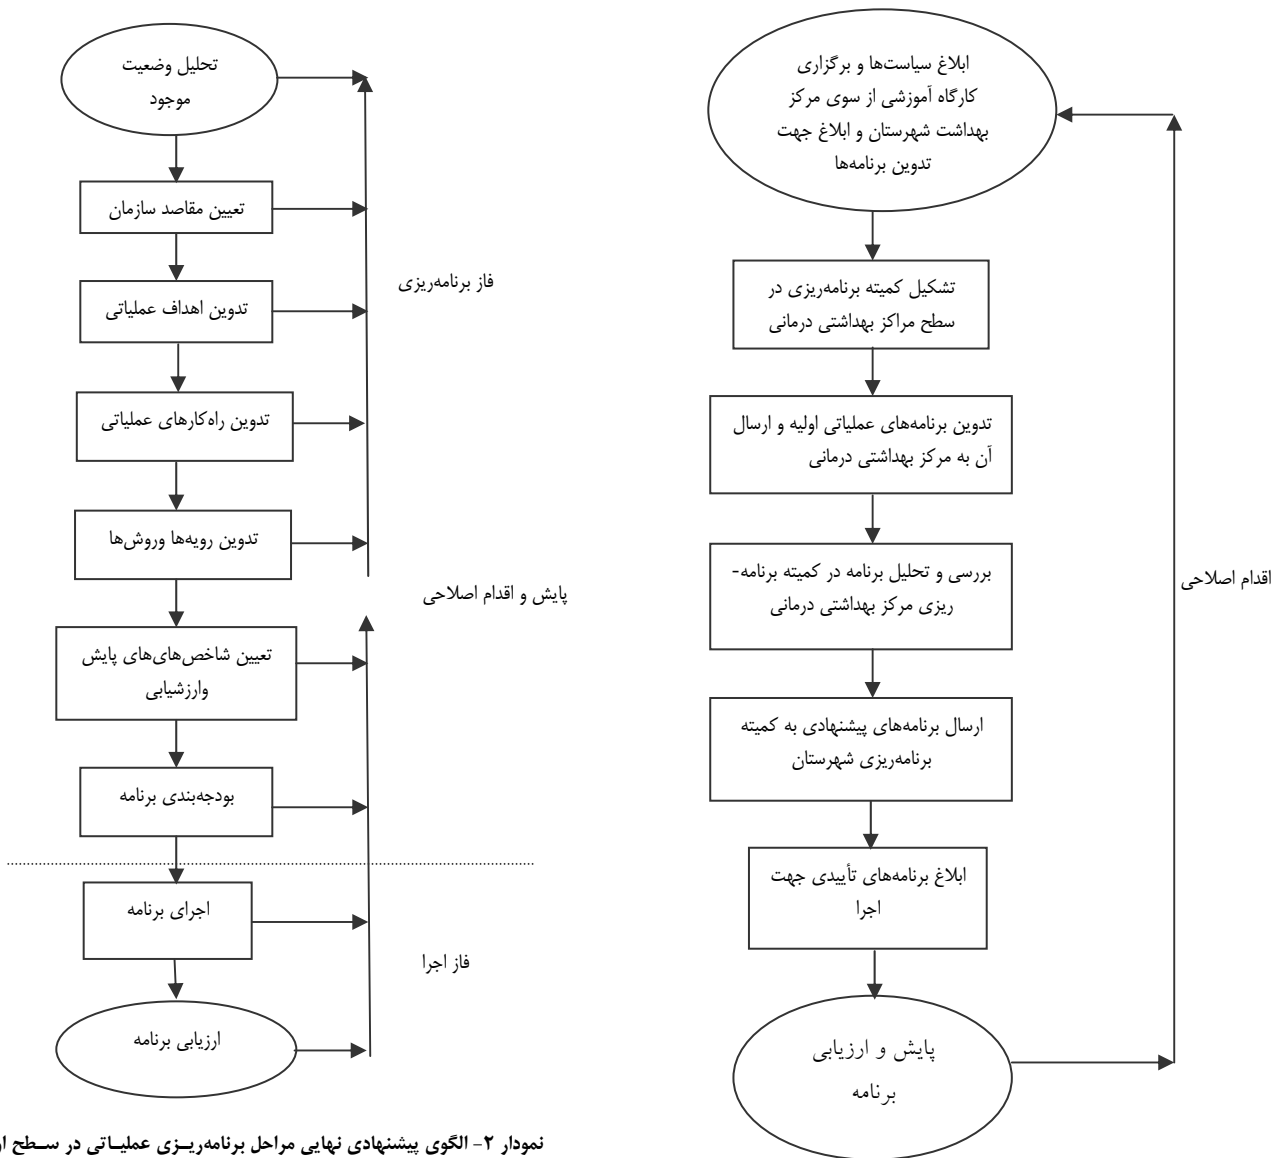 ابلاغ سیاست‌ها و برگزاری
کارگاه آموزشی از سوی مرکز
بهداشت شهرستان و ابلاغ جهت
تدوین برنامه‌ها
تشکیل کمیته برنامه‌ریزی در
سطح مراکز بهداشتی درمانی
تدوین برنامه‌های عملیاتی اولیه و ارسال
آن به مرکز بهداشتی درمانی
بررسی و تحلیل برنامه در کمیته برنامه-
ریزی مرکز بهداشتی درمانی
ارسال برنامه‌های پیشنهادی به کمیته
برنامه‌ریزی شهرستان
ابلاغ برنامه‌های تأییدی جهت
اجرا
پایش و ارزیابی
برنامه
اقدام اصلاحی
تحلیل وضعیت
موجود
تعیین مقاصد سازمان
تدوین اهداف عملیاتی
تدوین راه‌کارهای عملیاتی
تدوین رویه‌ها وروش‌ها
تعیین شاخص‌های‌های پایش
وارزشیابی
بودجه‌بندی برنامه
اجرای برنامه
ارزیابی برنامه
فاز برنامه‌ریزی
پایش و اقدام اصلاحی
فاز اجرا
نمودار ۲- الگوی پیشنهادی نهایی مراحل برنامه‌ریـزی عملیـاتی در سـطح